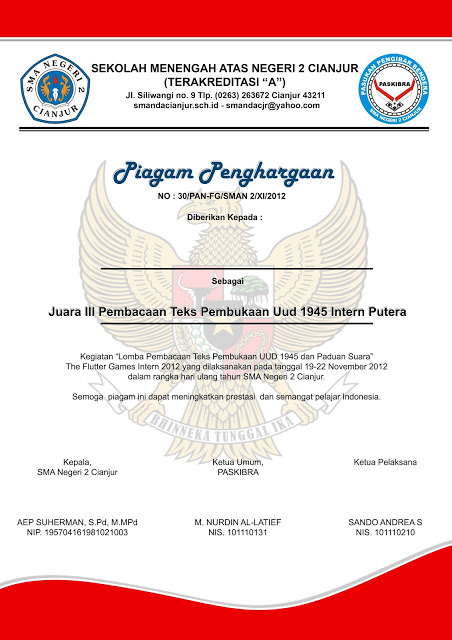 SEKOLAH MENENGAH ATAS NEGERI 2 CIANJUR
(TERAKREDITASI “A”)
Jl. Siliwangi no. 9 Tlp. (0263) 263672 Cianjur 43211
smandacianjur.sch.id - smandacjr@yahoo.com
SMA NEGERI 2
CIANJUR
PASUKAN PENGIBAR BENDERA
PASKIBRA
SMA NEGERI 2 CIANJUR
Piagam Penghargaan
NO : 30/PAN-FG/SMAN 2/XI/2012
Diberikan Kepada :
Sebagai
Juara III Pembacaan Teks Pembukaan Uud 1945 Intern Putera
Kegiatan "Lomba Pembacaan Teks Pembukaan UUD 1945 dan Paduan Suara"
The Flutter Games Intern 2012 yang dilaksanakan pada tanggal 19-22 November 2012
dalam rangka hari ulang tahun SMA Negeri 2 Cianjur.
Semoga piagam ini dapat meningkatkan prestasi dan semangat pelajar Indonesia.
BHINNEKA TUNGGAL IKA
Kepala, Ketua Umum, Ketua Pelaksana
SMA Negeri 2 Cianjur PASKIBRA
AEP SUHERMAN, S.Pd, M.MPd M. NURDIN AL-LATIEF SANDO ANDREA S
NIP. 195704161981021003 NIS. 101110131 NIS. 101110210